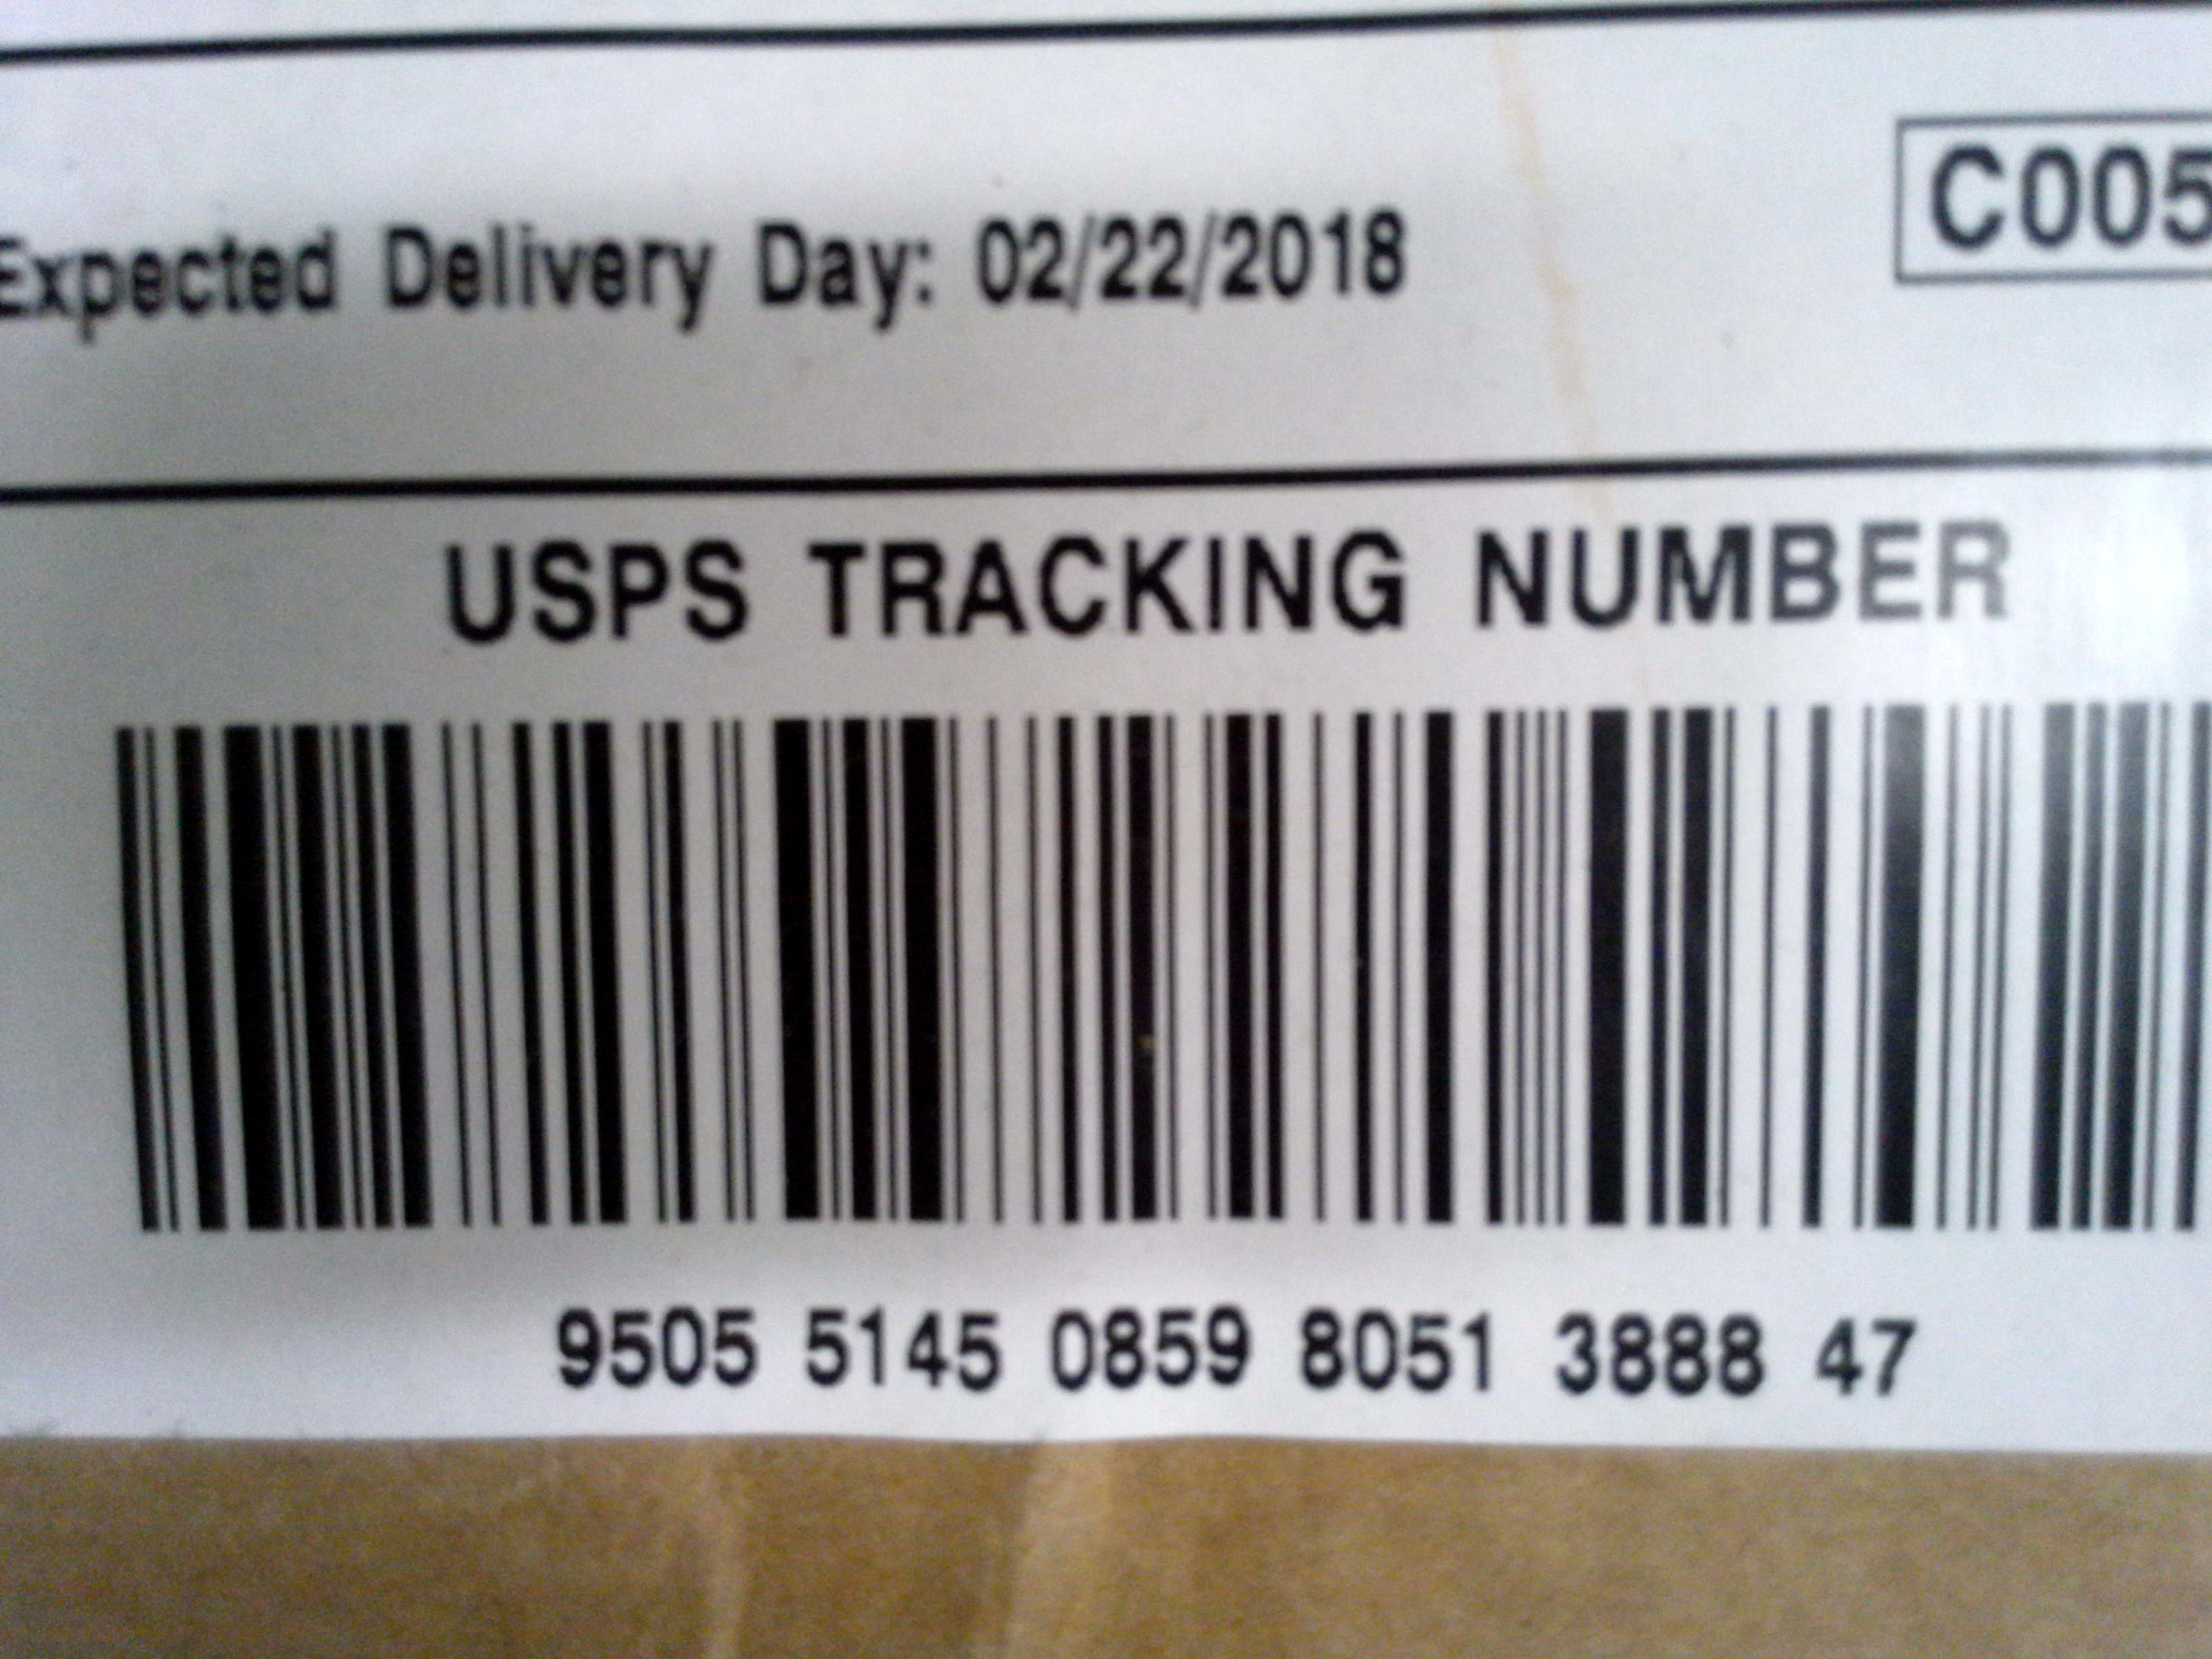 Expected Delivery Day: 02/22/2018
C005
USPS TRACKING NUMBER
9505 5145 0859 8051 3888 47